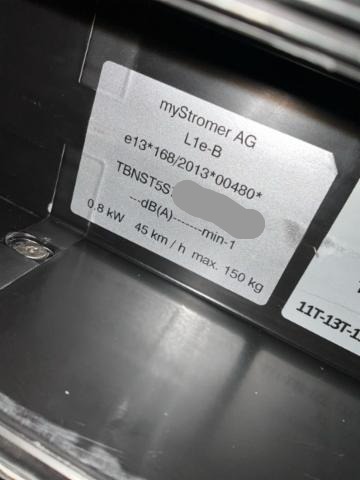 myStromer AG
L1e-B
e13*168/2013*00480*
TBNST5S
---dB(A)-------min-1
0.8 kW 45 km / h max. 150 kg
11T-13T-1